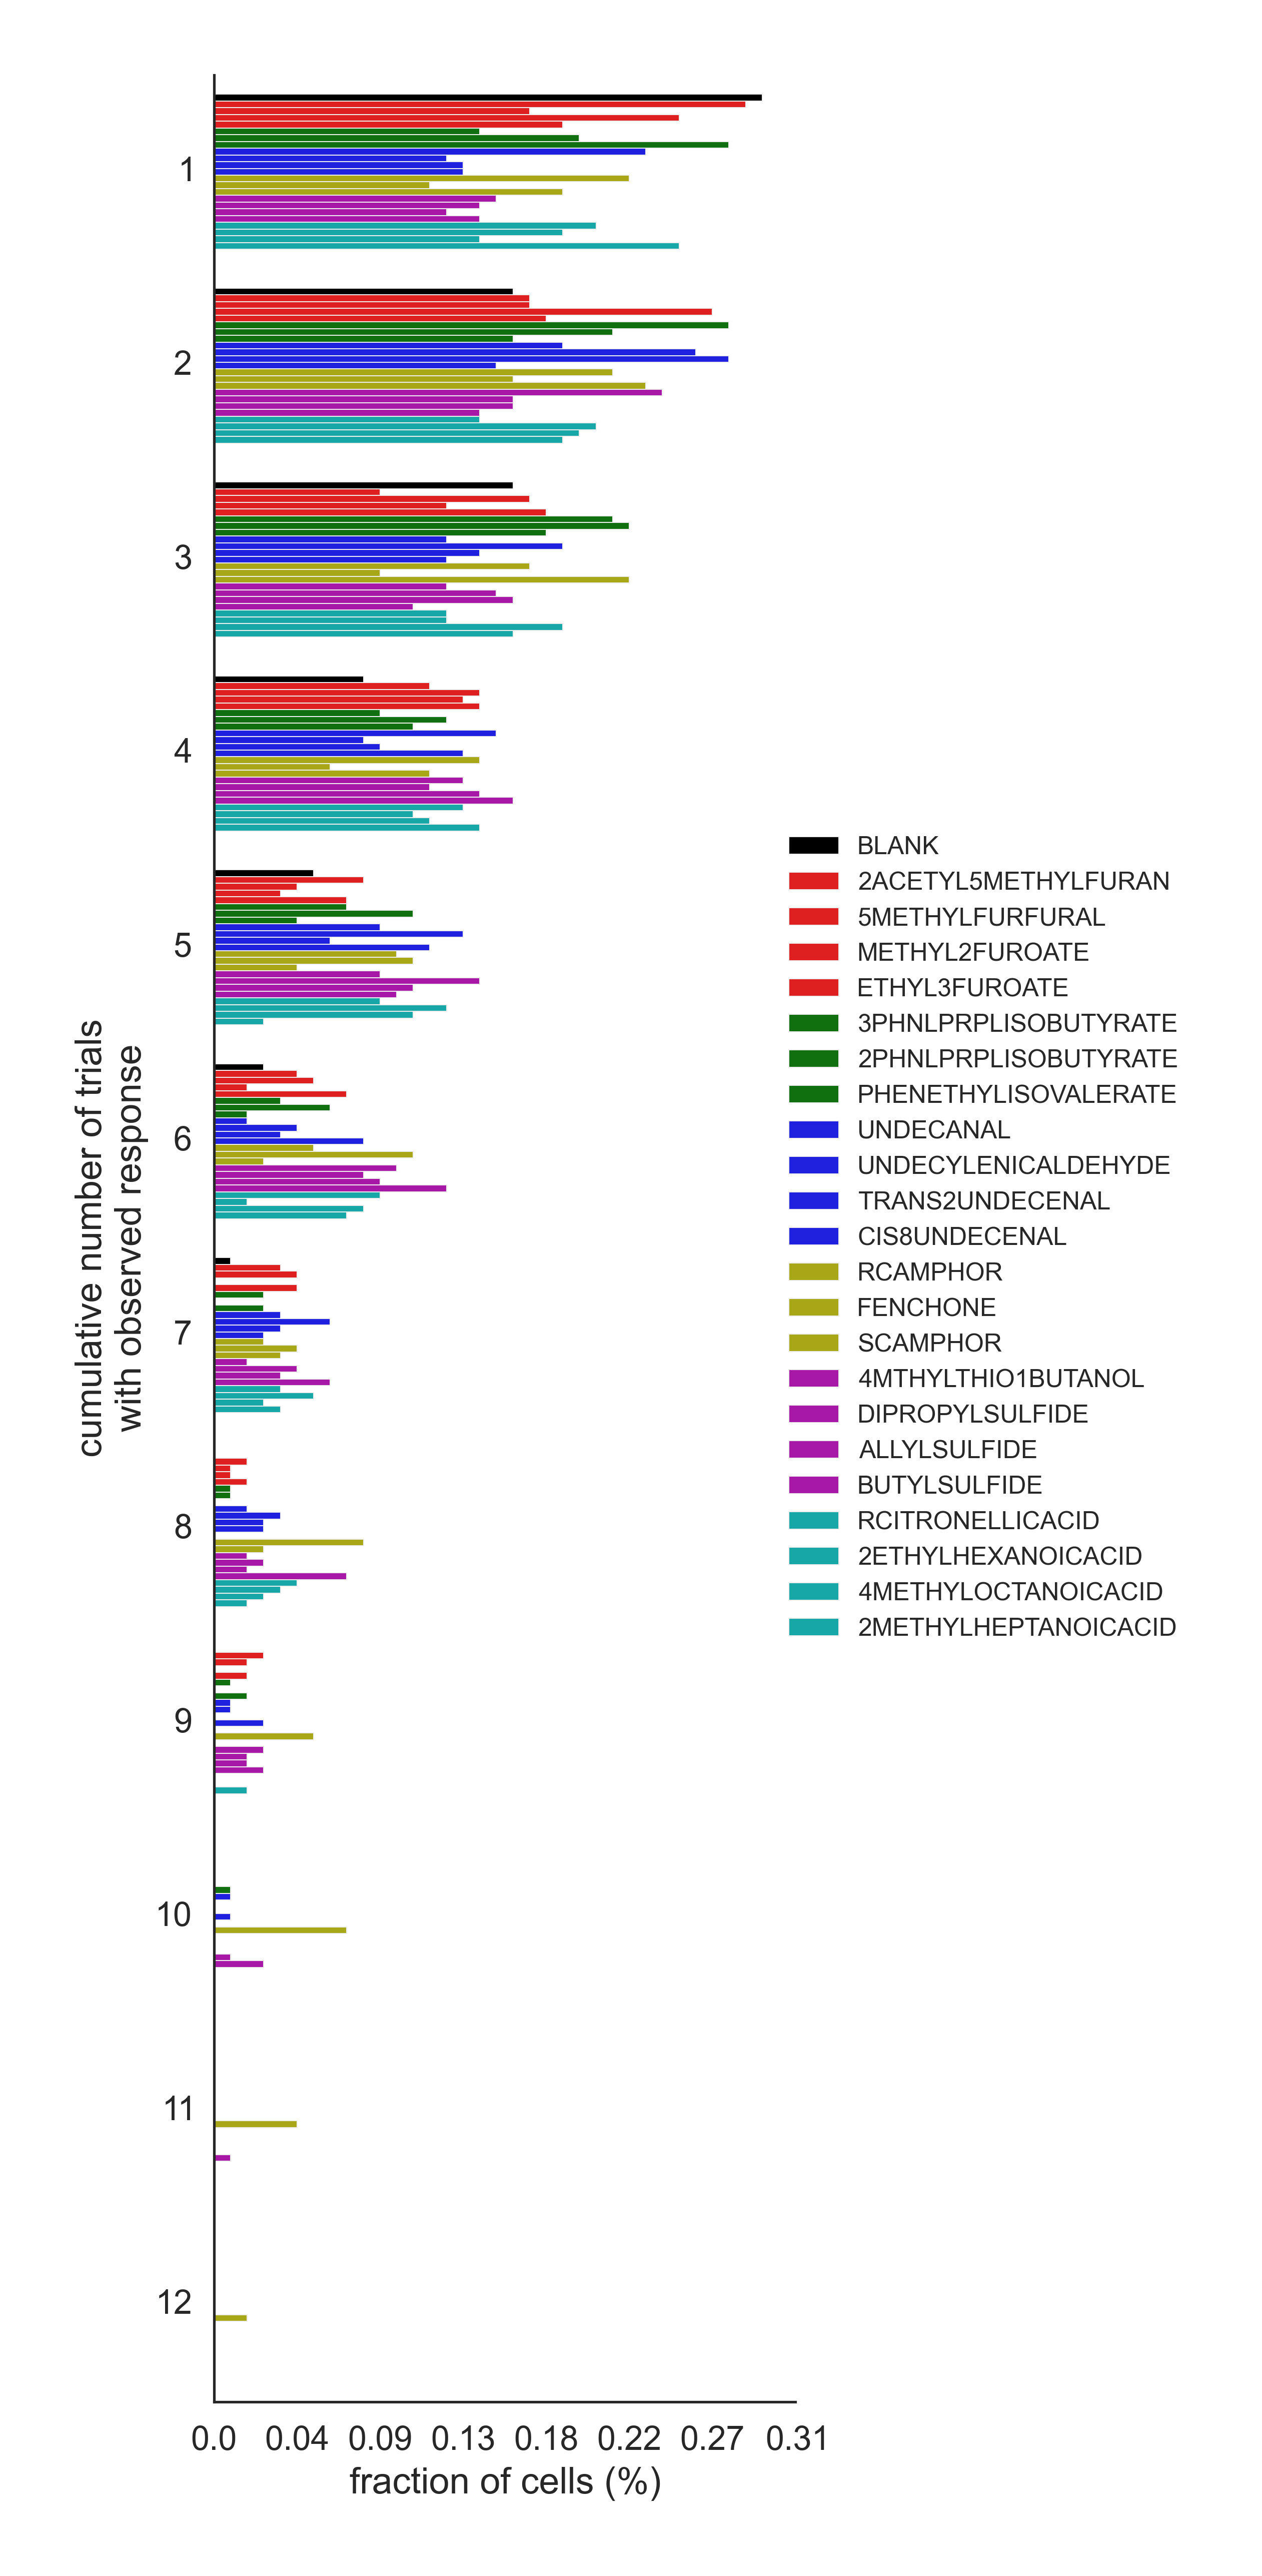 1
2
3
4
5
6
7
8
9
10
11
12
cumulative number of trials
with observed response
BLANK
2ACETYL5METHYLFURAN
5METHYLFURFURAL
METHYL2FUROATE
ETHYL3FUROATE
3PHNLPRPLISOBUTYRATE
2PHNLPRPLISOBUTYRATE
PHENETHYLISOVALERATE
UNDECANAL
UNDECYLENICALDEHYDE
TRANS2UNDECENAL
CIS8UNDECENAL
RCAMPHOR
FENCHONE
SCAMPHOR
4MTHYLTHIO1BUTANOL
DIPROPYLSULFIDE
ALLYLSULFIDE
BUTYLSULFIDE
RCITRONELLICACID
2ETHYLHEXANOICACID
4METHYLOCTANOICACID
2METHYLHEPTANOICACID
0.0 0.04 0.09 0.13 0.18 0.22 0.27 0.31
fraction of cells (%)